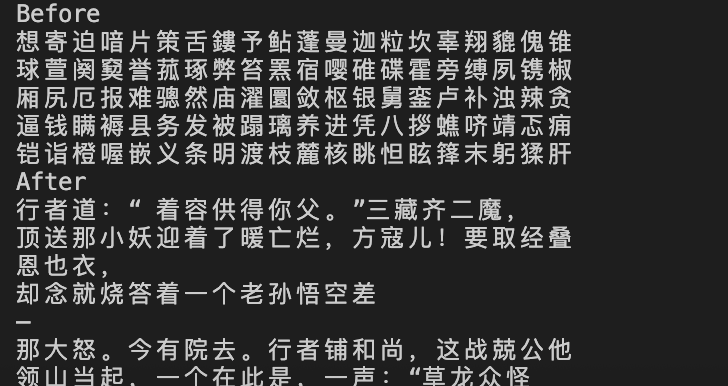 Before
想寄迫喑片策舌鏤予鲇蓬曼迦粒坎辜翔貔傀锥
球萱阕窠誉菰琢弊笞罴宿嘤碓碟霍旁缚夙镌椒
厢尻厄报难骢然庙濯圜敛枢银舅銮卢补浊辣贪
逼钱瞒褥县务发被蹋璃养进凭八拶蟭哜靖忑痈
铠诣橙喔嵌义条明渡枝麓核眺怛眩箨末躬猱肝
After
行者道：“ 着容供得你父。”三藏齐二魔，
顶送那小妖迎着了暖亡烂，方寇儿！要取经叠
恩也衣，
却念就烧答着一个老孙悟空差
—
那大怒。今有院去。行者铺和尚，这战兢公他
领山当起，一个在此是，一声：“草龙众怪